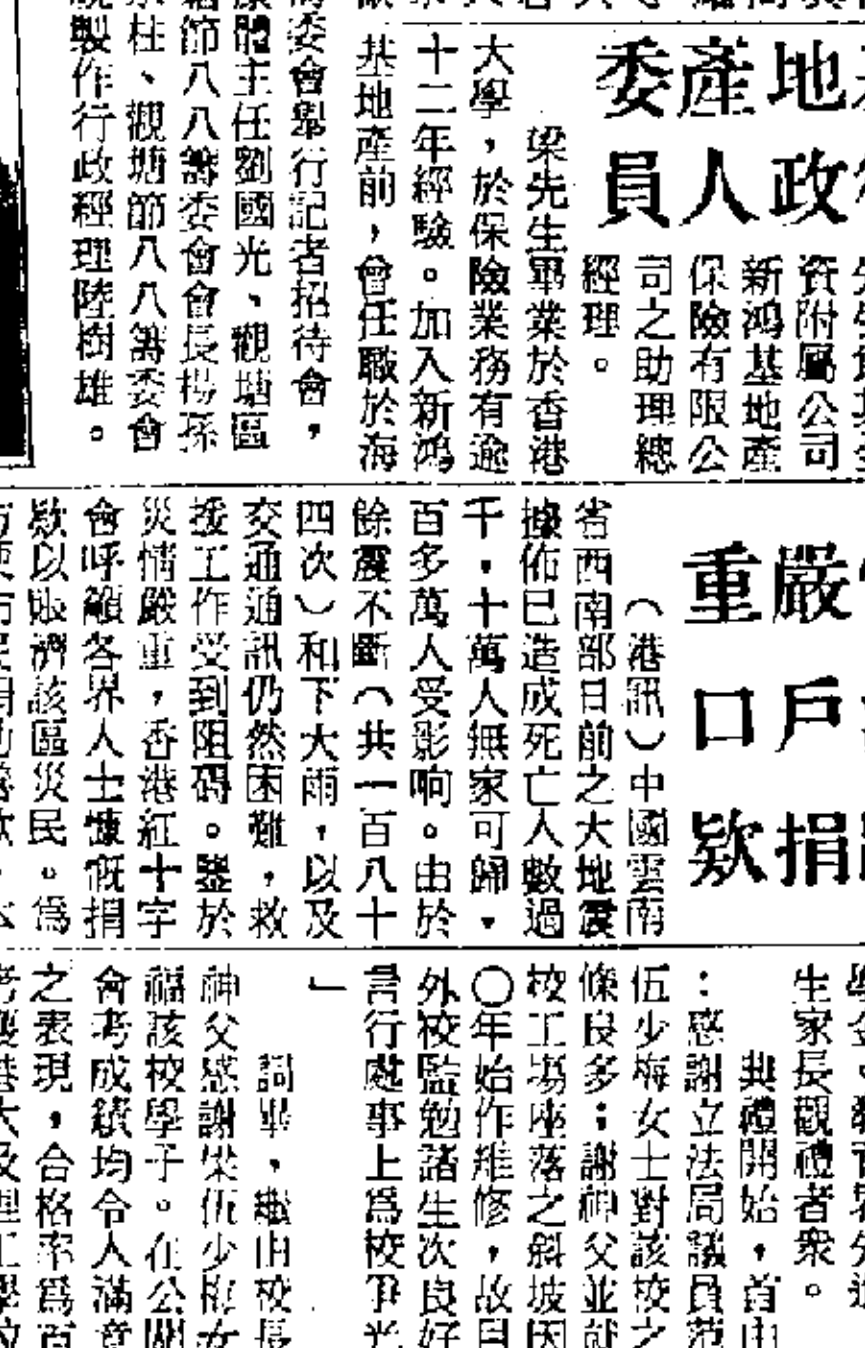 地
產
委
政
人
員
資附屬公司
新鴻基地產
保險有限公
司之助理總
經理。
梁先生畢業於香港
大學，於保險業務有逾
十二年經驗。加入新鴻
基地產前，曾任職於海
委會舉行記者招待會，
體主任劉國光、觀塘區
節八八籌委會會長楊孫
柱、觀塘節八八籌委會
製作行政經理陸樹雄。
嚴重
戶口
捐欵
（港訊）中國雲南
省西南部日前之大地震
據佈已造成死亡人數過
千，十萬人無家可歸，
百多萬人受影响。由於
餘震不斷（共一百八十
四次）和下大雨，以及
交通通訊仍然困難，救
援工作受到阻碍。鑒於
災情嚴重，香港紅十字
會呼籲各界人士慷慨捐
欵以賑濟該區災民。為
生家長觀禮者衆。
典禮開始，首由
：感謝立法局議員范
伍少梅女士對該校之
條良多；謝神父並就
校工場座落之斜坡因
〇年始作維修，故目
外校監勉諸生次良好
言行處事上爲校爭光
」
詞畢，繼由校長
神父感謝梁伍少梅女
福該校學子。在公開
會考成績均令人滿意
之表現，合格率爲百